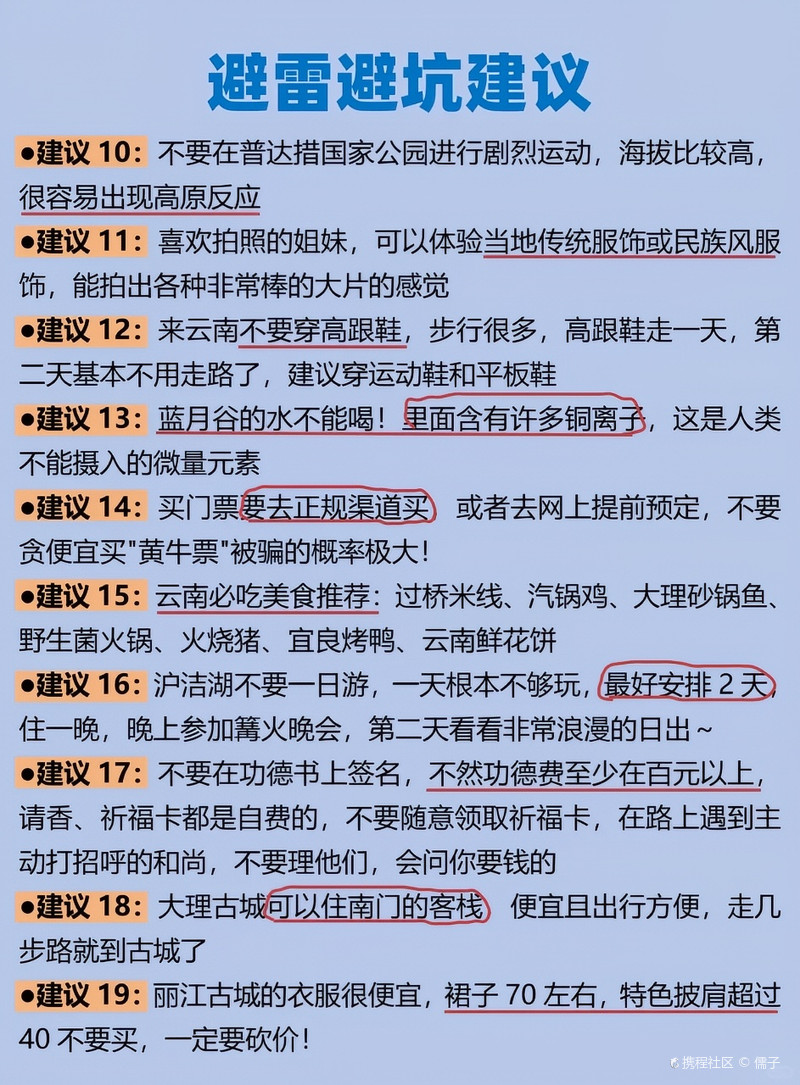 避雷避坑建议
●建议 10：不要在普达措国家公园进行剧烈运动，海拔比较高，
很容易出现高原反应
●建议 11：喜欢拍照的姐妹，可以体验当地传统服饰或民族风服
饰，能拍出各种非常棒的大片的感觉
●建议 12：来云南不要穿高跟鞋，步行很多，高跟鞋走一天，第
二天基本不用走路了，建议穿运动鞋和平板鞋
●建议 13：蓝月谷的水不能喝！里面含有许多铜离子，这是人类
不能摄入的微量元素
●建议 14：买门票要去正规渠道买 或者去网上提前预定，不要
贪便宜买"黄牛票"被骗的概率极大！
●建议 15：云南必吃美食推荐：过桥米线、汽锅鸡、大理砂锅鱼、
野生菌火锅、火烧猪、宜良烤鸭、云南鲜花饼
●建议 16：沪洁湖不要一日游，一天根本不够玩，最好安排 2 天，
住一晚，晚上参加篝火晚会，第二天看看非常浪漫的日出～
●建议 17：不要在功德书上签名，不然功德费至少在百元以上，
请香、祈福卡都是自费的，不要随意领取祈福卡，在路上遇到主
动打招呼的和尚，不要理他们，会问你要钱的
●建议 18：大理古城可以住南门的客栈 便宜且出行方便，走几
步路就到古城了
●建议 19：丽江古城的衣服很便宜，裙子 70 左右，特色披肩超过
40 不要买，一定要砍价！
携程社区 © 儒子